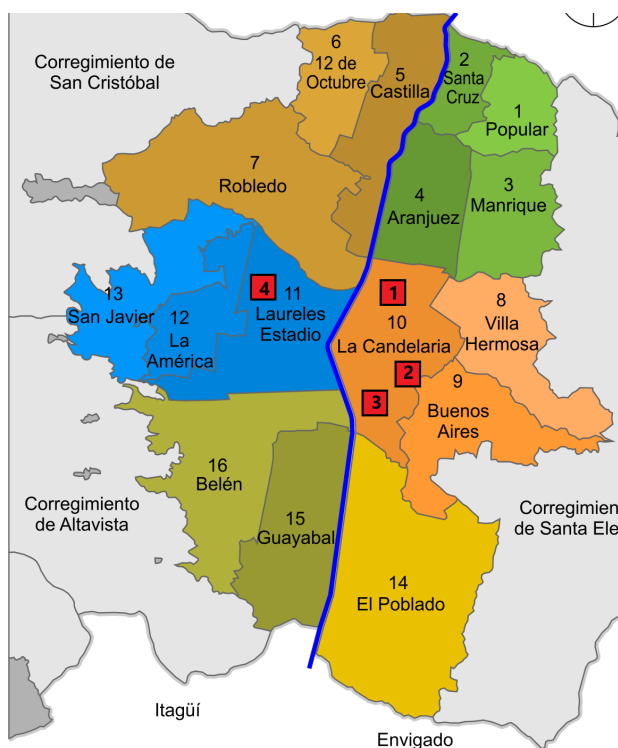 6
12 de
Octubre
Corregimiento de
San Cristóbal
5
Castilla
2
Santa
Cruz
1
Popular
7
Robledo
4
Aranjuez
3
Manrique
13
San Javier
12
La
América
4
11
Laureles
Estadio
1
10
La Candelaria
2
3
8
Villa
Hermosa
9
Buenos
Aires
16
Belén
15
Guayabal
Corregimiento
de Altavista
Corregimien
de Santa Ele
14
El Poblado
Itagüí
Envigado